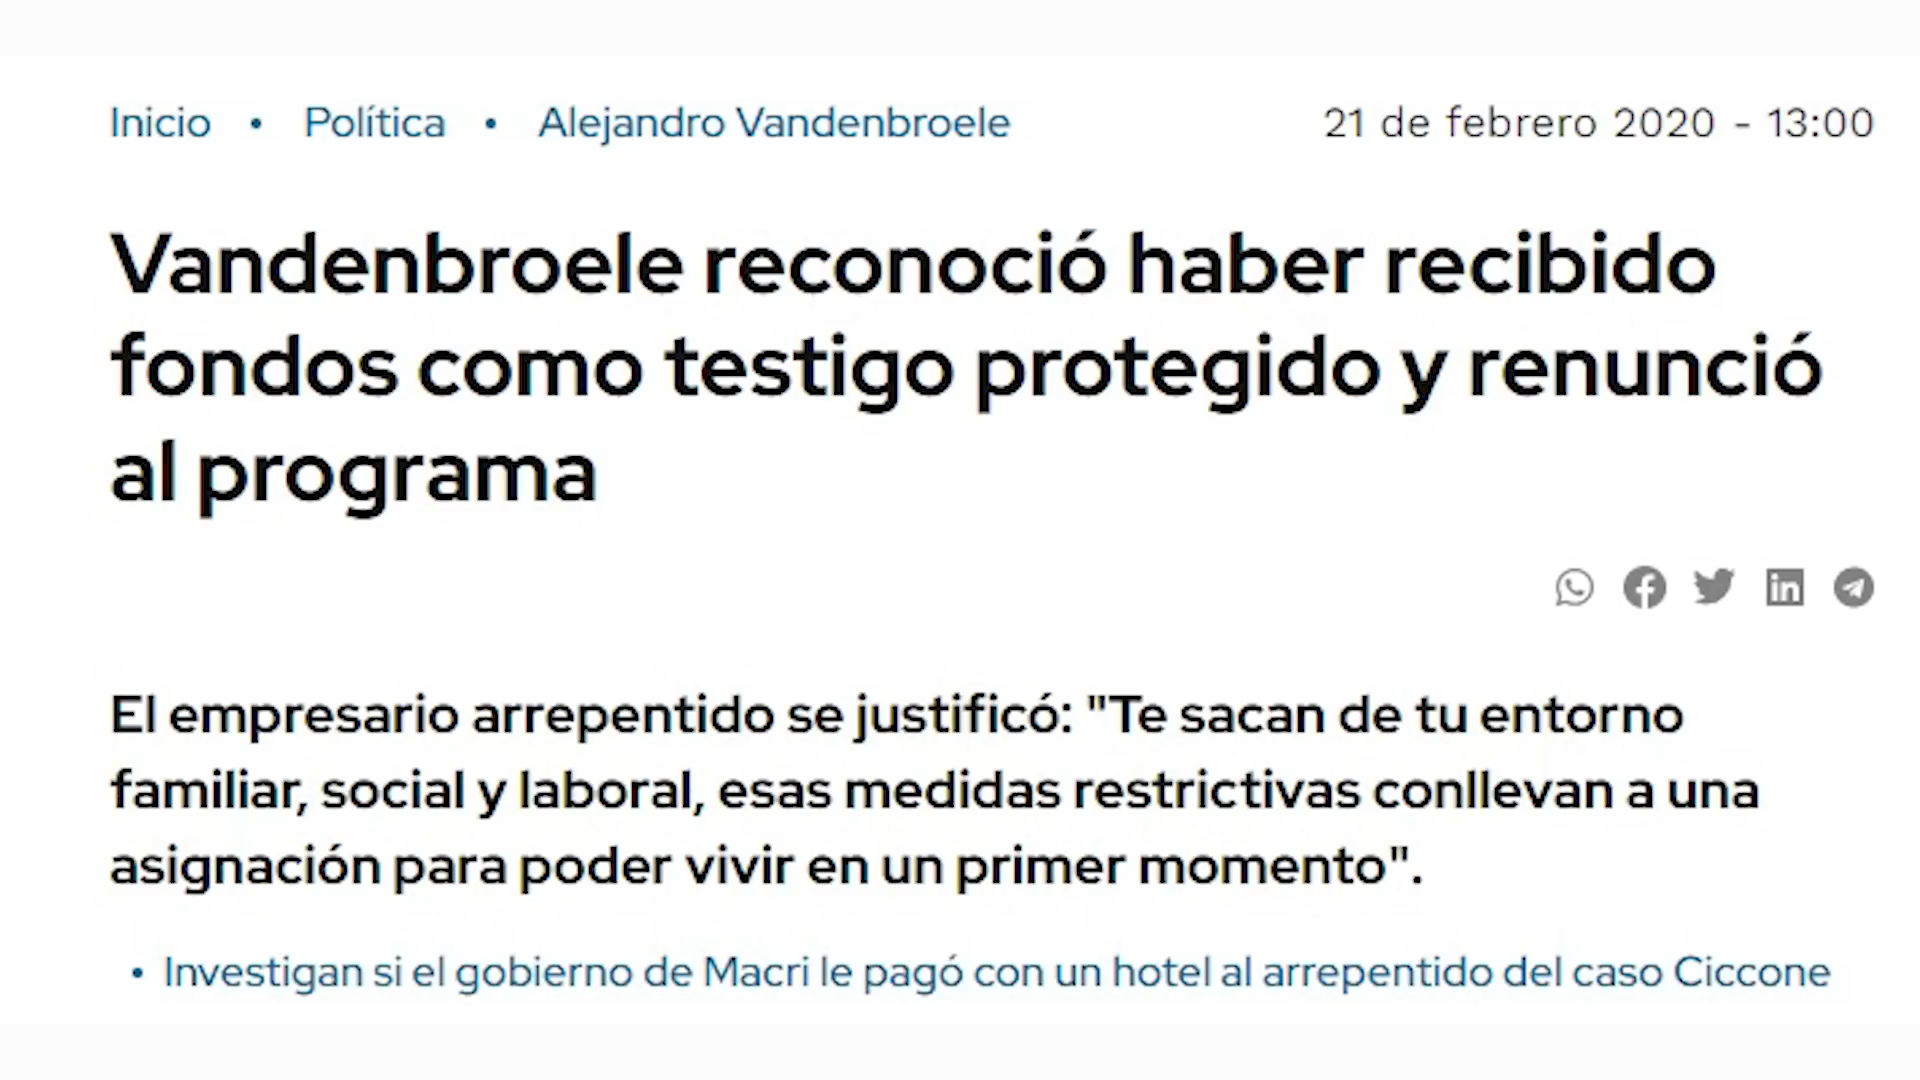 Inicio • Política • Alejandro Vandenbroele 21 de febrero 2020 - 13:00
Vandenbroele reconoció haber recibido
fondos como testigo protegido y renunció
al programa
El empresario arrepentido se justificó: "Te sacan de tu entorno
familiar, social y laboral, esas medidas restrictivas conllevan a una
asignación para poder vivir en un primer momento".
• Investigan si el gobierno de Macri le pagó con un hotel al arrepentido del caso Ciccone